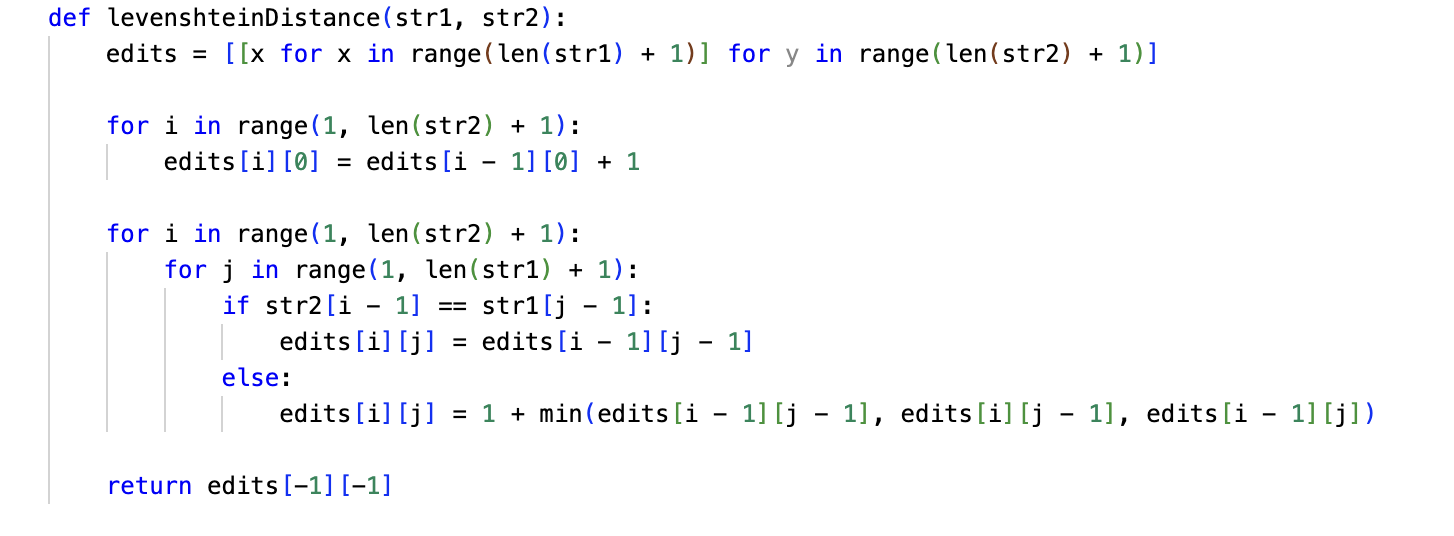 def levenshteinDistance(str1, str2):
    edits = [[x for x in range(len(str1) + 1)] for y in range(len(str2) + 1)]

    for i in range(1, len(str2) + 1):
        edits[i][0] = edits[i - 1][0] + 1

    for i in range(1, len(str2) + 1):
        for j in range(1, len(str1) + 1):
            if str2[i - 1] == str1[j - 1]:
                edits[i][j] = edits[i - 1][j - 1]
            else:
                edits[i][j] = 1 + min(edits[i - 1][j - 1], edits[i][j - 1], edits[i - 1][j])

    return edits[-1][-1]